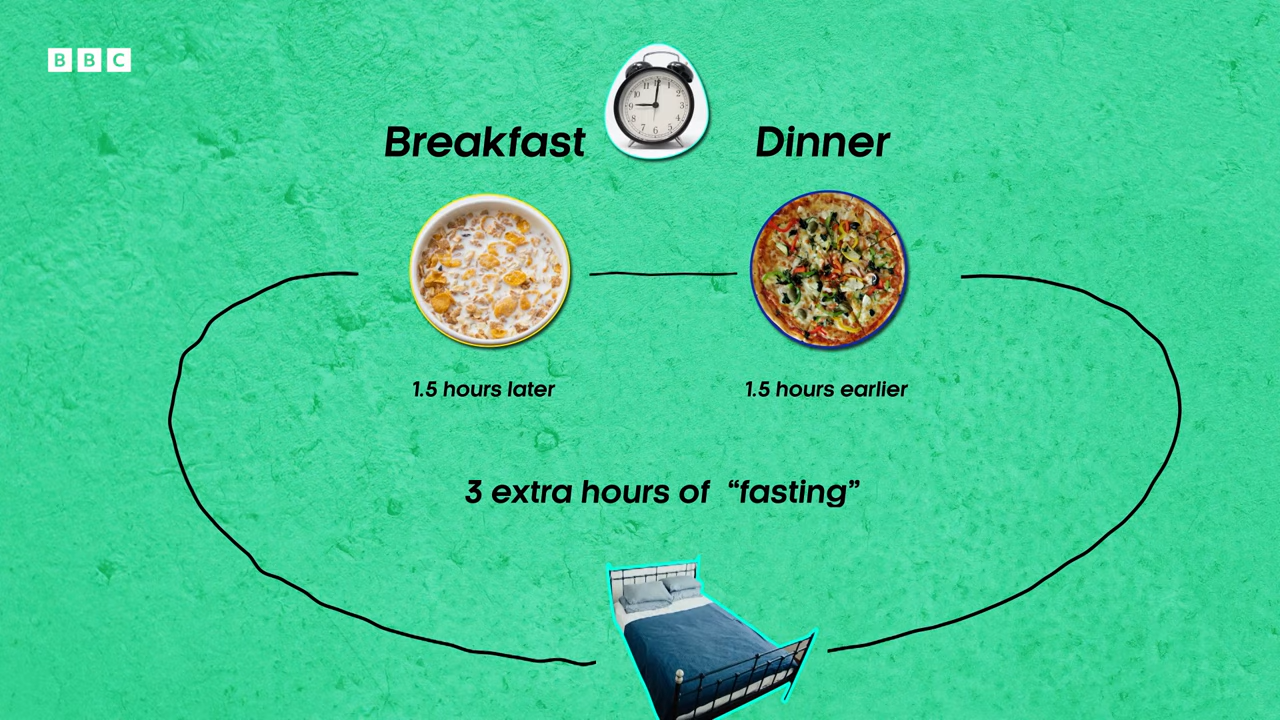 BBC
Breakfast
Dinner
1.5 hours later
1.5 hours earlier
3 extra hours of “fasting”